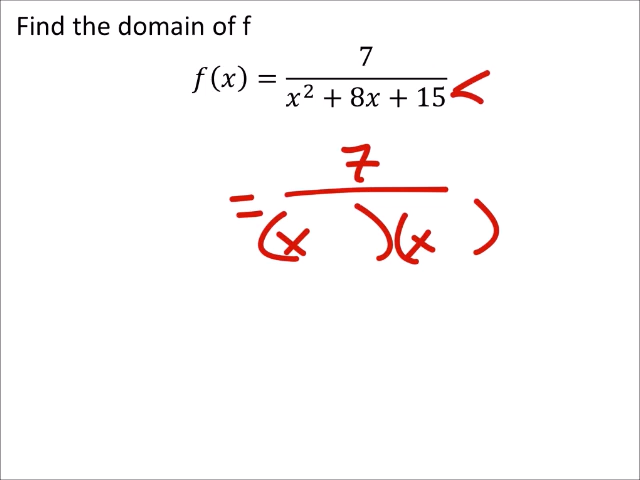 Find the domain of f
f(x) = 7 / (x² + 8x + 15) <
= 7 / (x )(x )